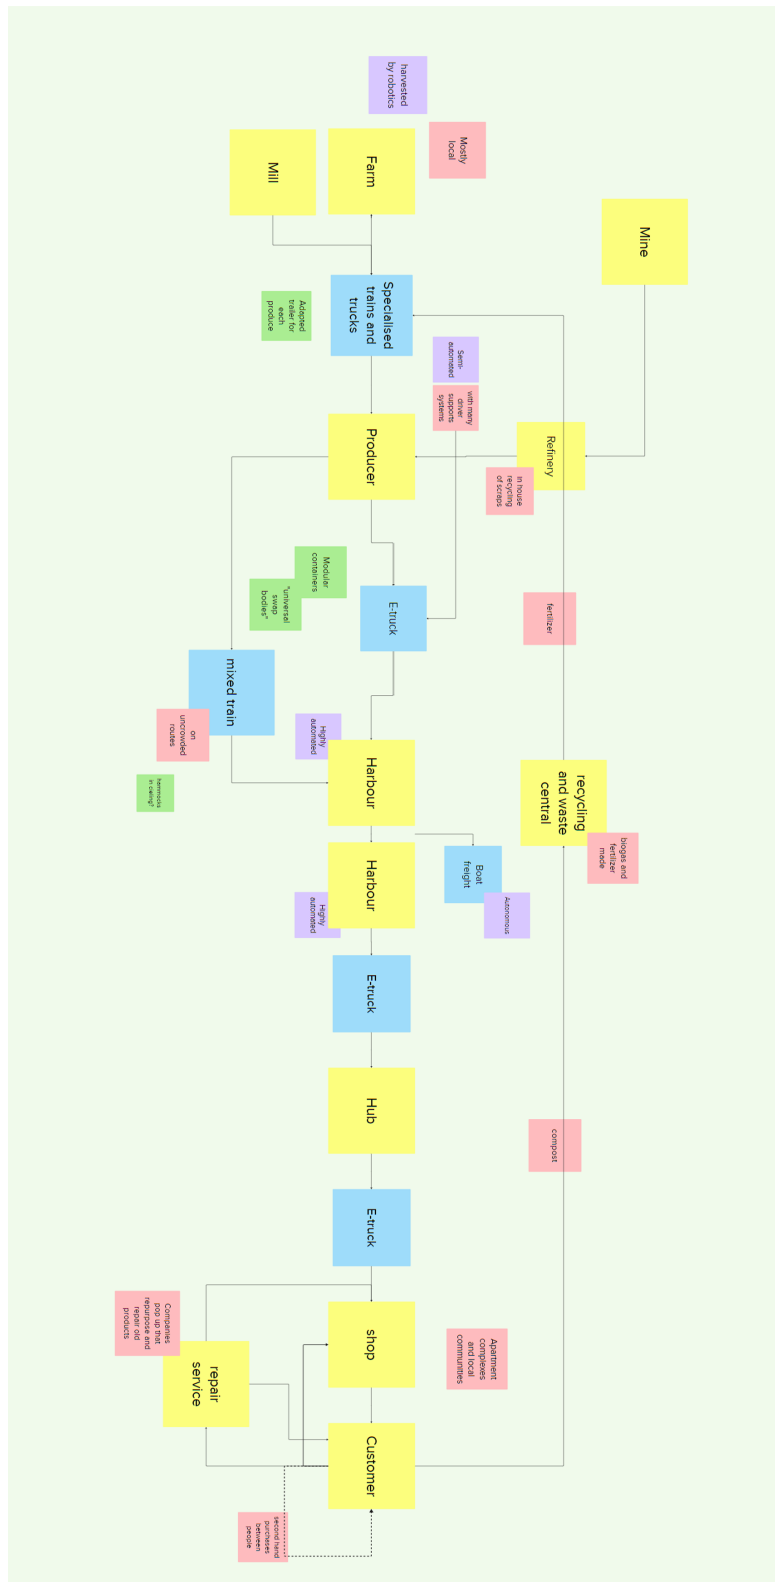 harvested
by robotics
Mostly
local
Farm
Mill
Mine
Specialised
trains and
trucks
Adapted
trailer for
each
produce
Semi-
automated
with many
driver
supports
systems
Producer
Refinery
in house
recycling
of scraps
Modular
containers
"universal
swap
bodies"
E-truck
fertilizer
mixed train
on
uncrowded
routes
hammocks
in cieling?
Highly
automated
Harbour
recycling
and waste
central
biogas and
fertilizer
made
Harbour
Highly
automated
Boat
freight
Autonomous
E-truck
Hub
compost
E-truck
shop
Apartment
complexes
and local
communities
Companies
pop up that
repurpose and
repair old
products
repair
service
Customer
second hand
purchases
between
people